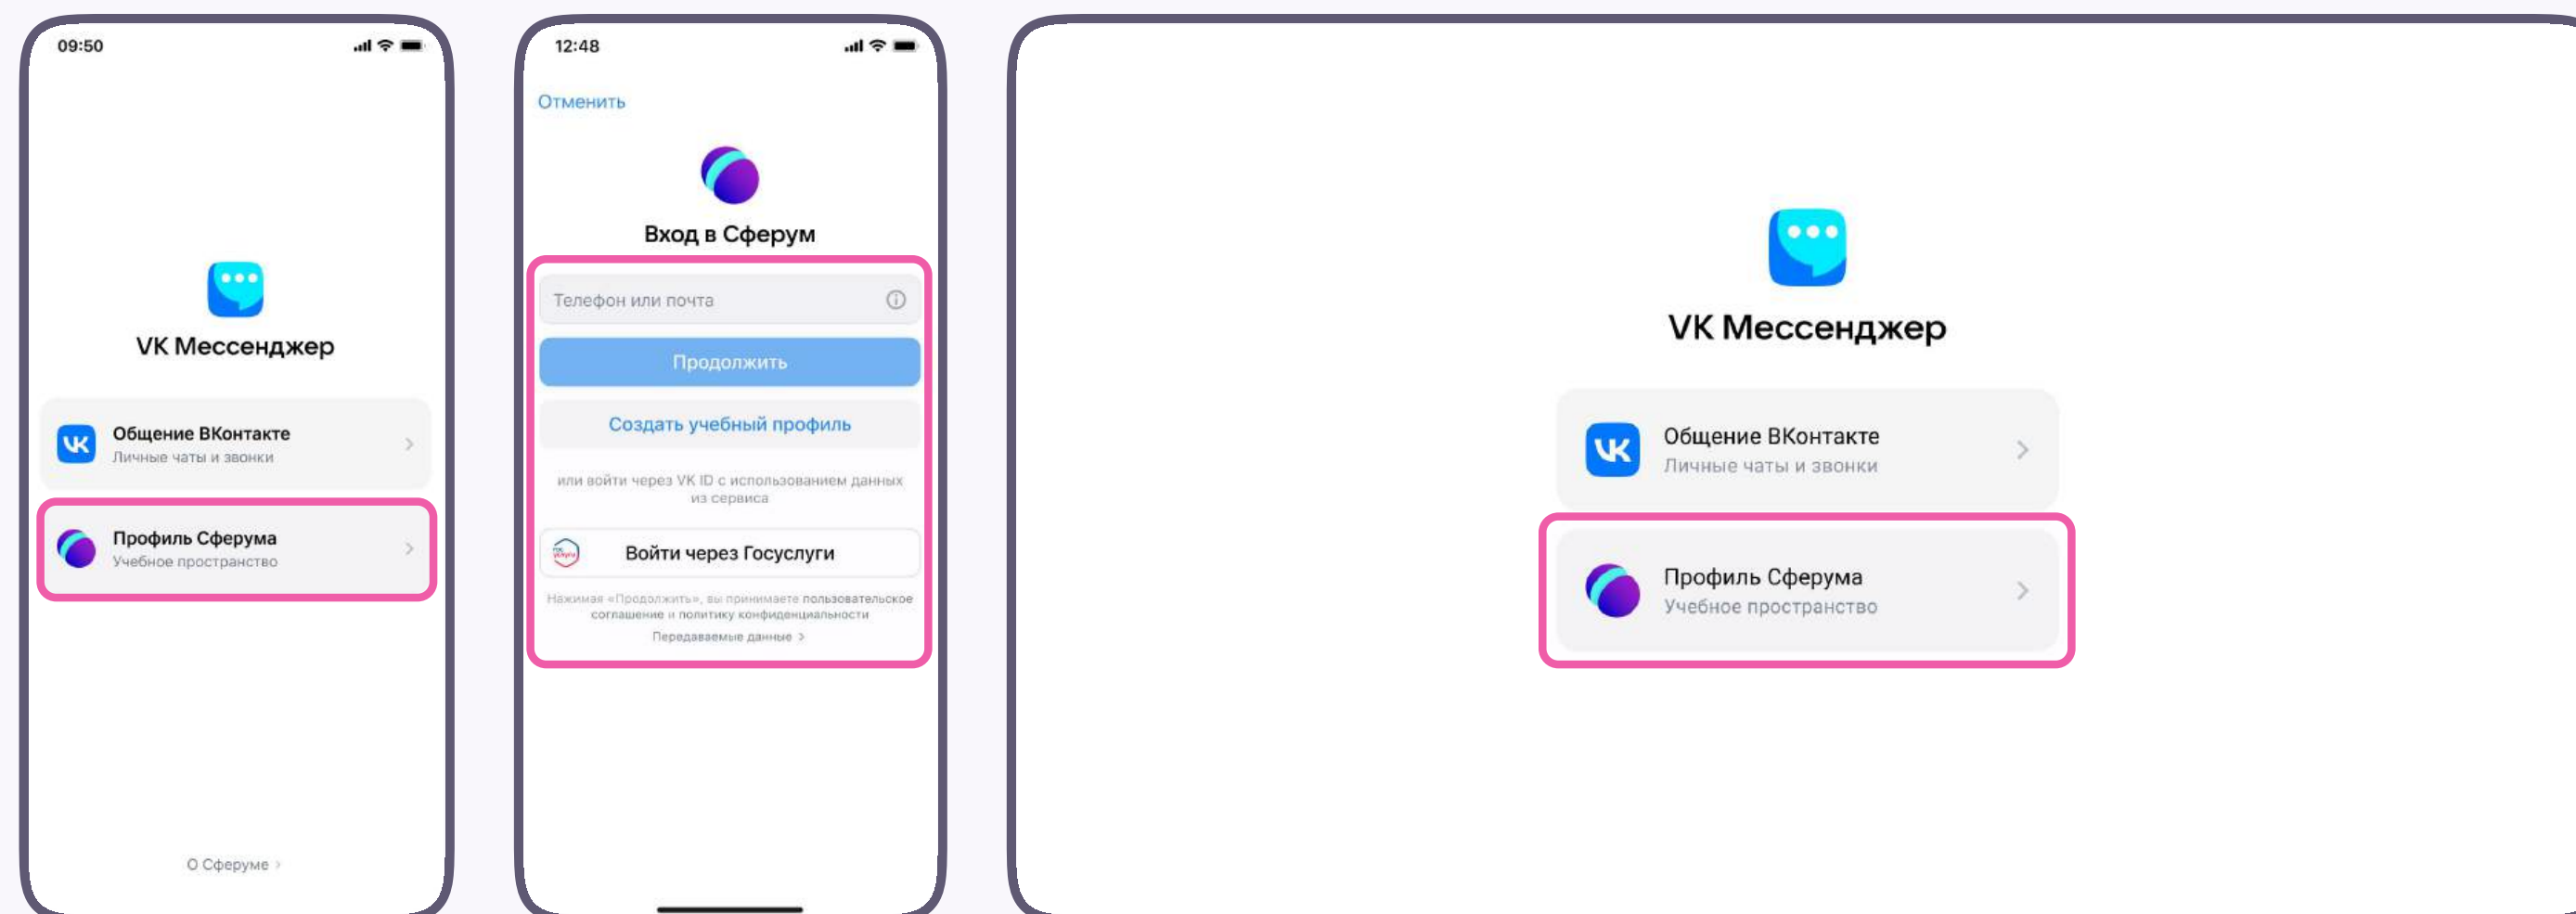 09:50
VK Мессенджер
Общение ВКонтакте
Личные чаты и звонки
Профиль Сферума
Учебное пространство
О Сферуме
12:48
Отменить
Вход в Сферум
Телефон или почта
Продолжить
Создать учебный профиль
или войти через VK ID с использованием данных
из сервиса
Войти через Госуслуги
Нажимая «Продолжить», вы принимаете пользовательское
соглашение и политику конфиденциальности
Передаваемые данные
VK Мессенджер
Общение ВКонтакте
Личные чаты и звонки
Профиль Сферума
Учебное пространство